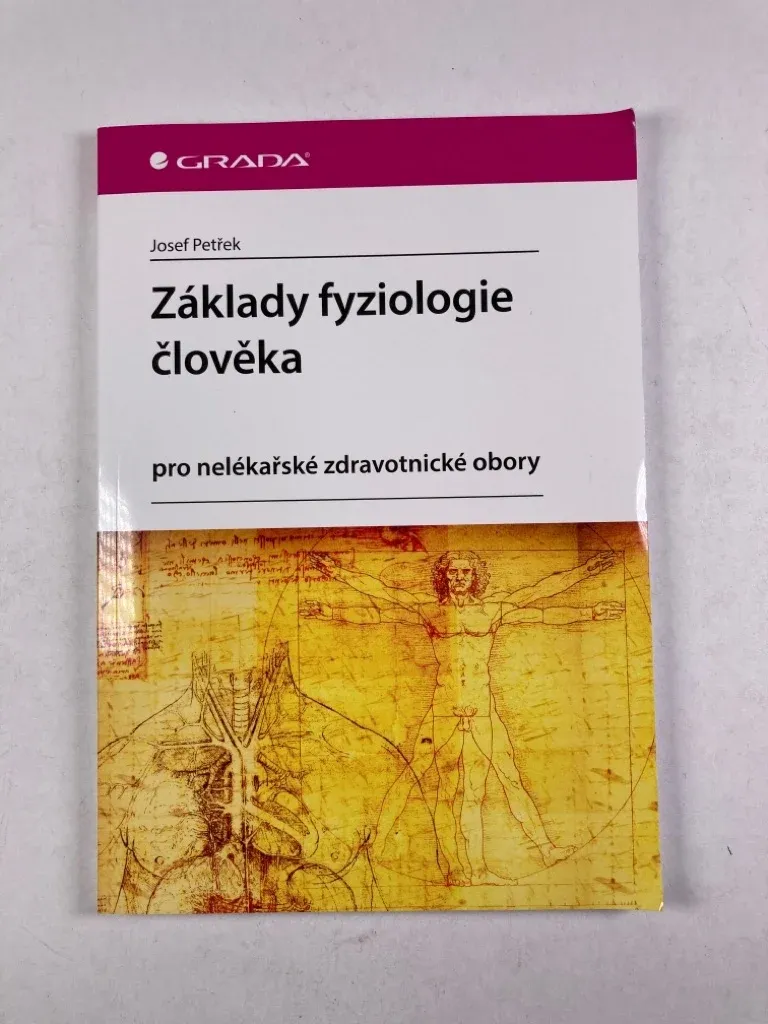 GRADA®
Josef Petřek
Základy fyziologie
člověka
pro nelékařské zdravotnické obory